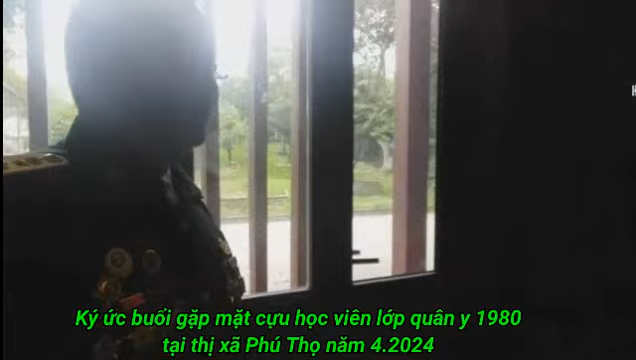 Ký ức buổi gặp mặt cựu học viên lớp quân y 1980
tại thị xã Phú Thọ năm 4.2024